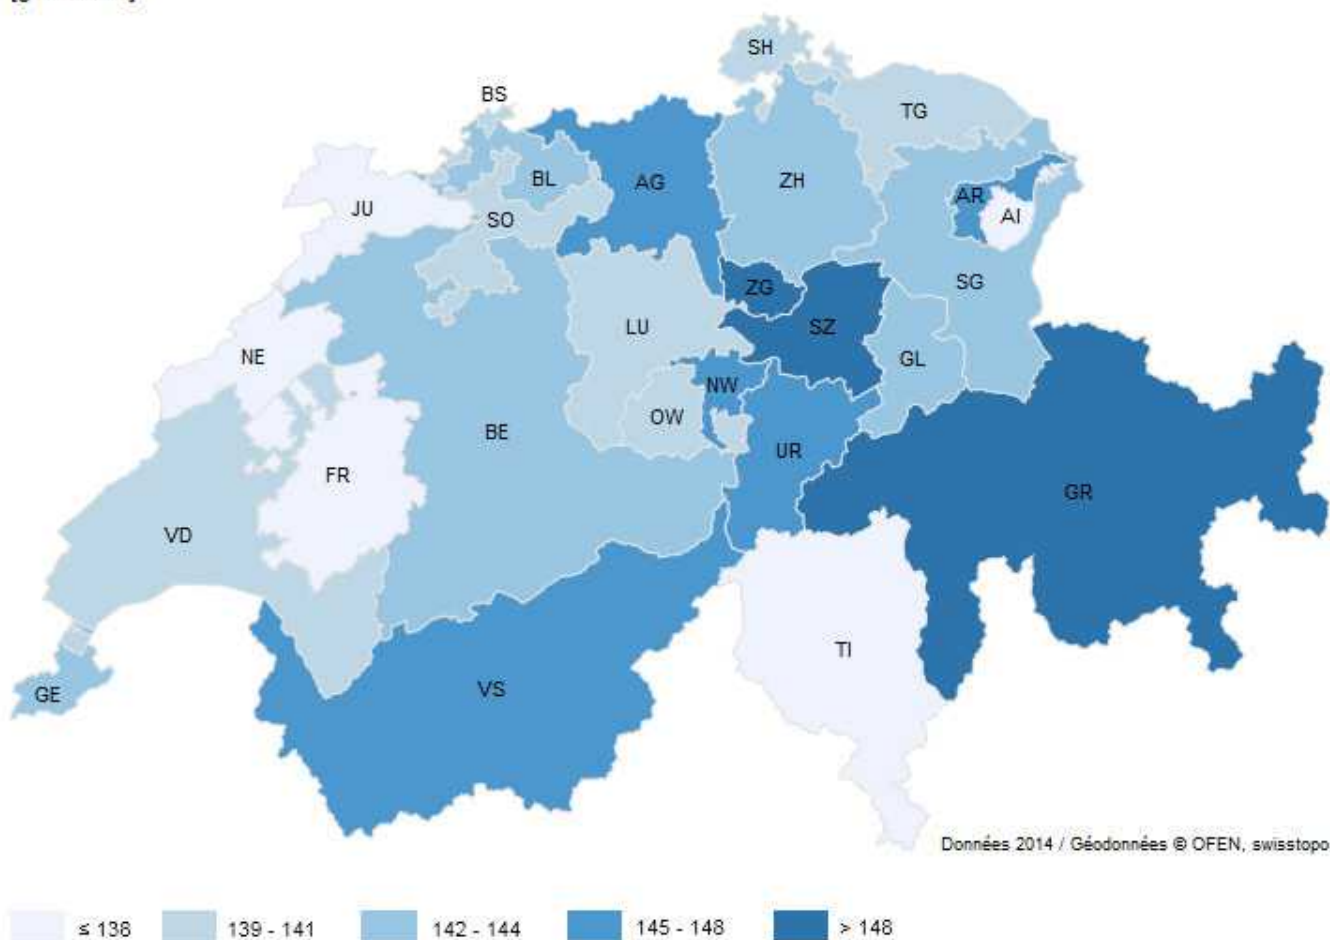 SH
BS
TG
BL
AG
ZH
JU
SO
AR
AI
ZG
SG
LU
SZ
NE
GL
NW
OW
BE
UR
FR
GR
VD
TI
GE
VS
Données 2014 / Géodonnées © OFEN, swisstopo
≤ 138
139 - 141
142 - 144
145 - 148
> 148